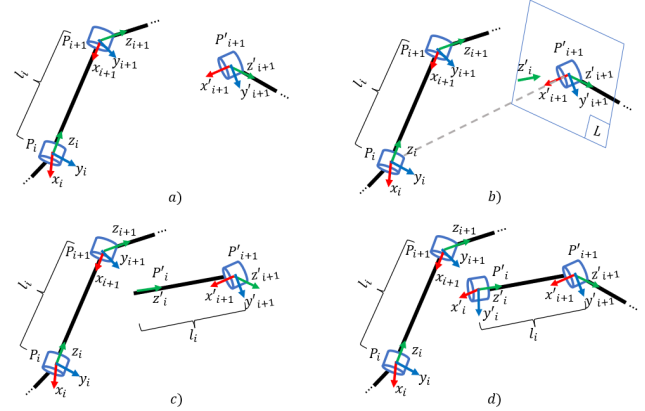 P_{i+1} z_{i+1} y_{i+1} x_{i+1}
P'_{i+1} x'_{i+1} z'_{i+1} y'_{i+1}
l_i
P_i z_i y_i x_i
a)
P_{i+1} z_{i+1} y_{i+1} x_{i+1}
z'_i P'_{i+1} x'_{i+1} z'_{i+1} y'_{i+1}
L
l_i
P_i z_i y_i x_i
b)
P_{i+1} z_{i+1} y_{i+1} x_{i+1}
P'_i z'_i P'_{i+1} x'_{i+1} z'_{i+1} y'_{i+1}
l_i
l_i
P_i z_i y_i x_i
c)
P_{i+1} z_{i+1} y_{i+1} x_{i+1}
P'_i z'_i x'_i y'_i P'_{i+1} x'_{i+1} z'_{i+1} y'_{i+1}
l_i
l_i
P_i z_i y_i x_i
d)